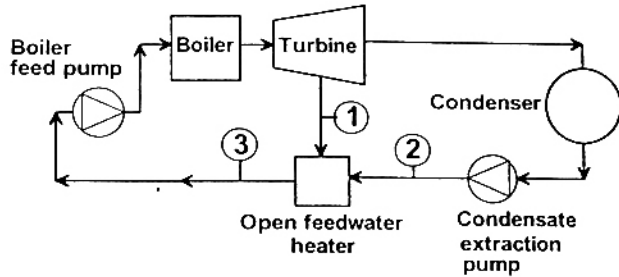 Boiler
feed pump
Boiler
Turbine
Condenser
1
3
2
Open feedwater
heater
Condensate
extraction
pump